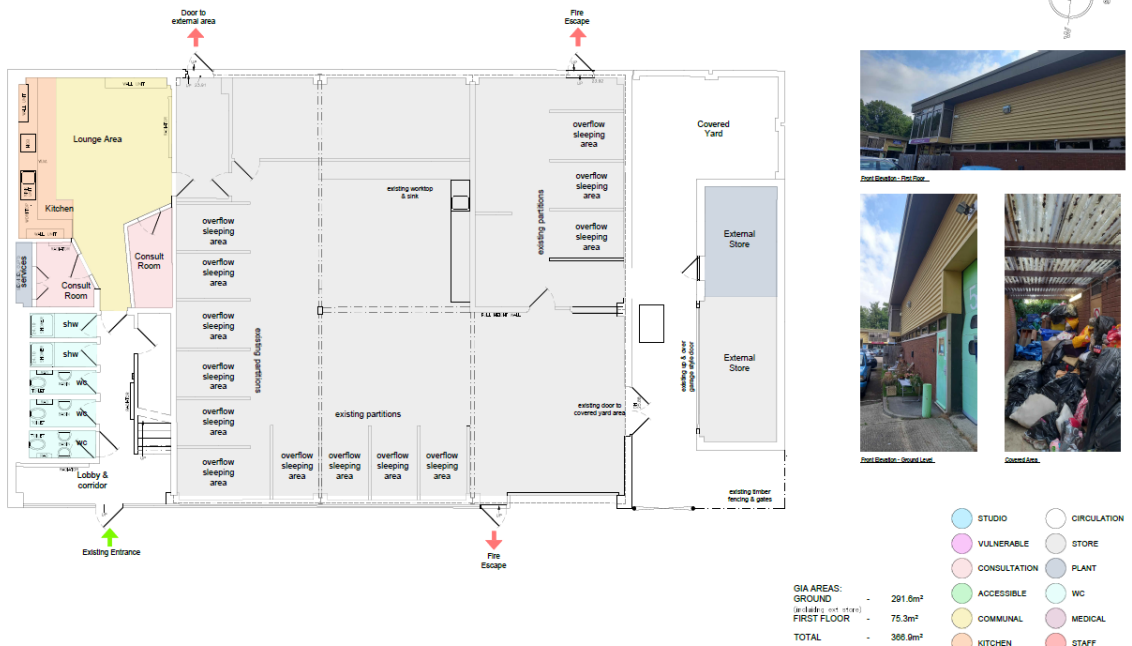 Door to
external area
Fire
Escape
W
Lounge Area
Kitchen
services
Consult
Room
Consult
Room
shw
shw
wc
wc
wc
Lobby &
corridor
Existing Entrance
overflow
sleeping
area
overflow
sleeping
area
overflow
sleeping
area
overflow
sleeping
area
overflow
sleeping
area
overflow
sleeping
area
existing partitions
existing partitions
overflow
sleeping
area
overflow
sleeping
area
overflow
sleeping
area
overflow
sleeping
area
existing worktop
& sink
existing partitions
overflow
sleeping
area
overflow
sleeping
area
overflow
sleeping
area
Fire
Escape
Covered
Yard
External
Store
External
Store
existing up & over
garage style door
existing door to
covered yard area
existing timber
fencing & gates
Front Elevation - First Floor
Front Elevation - Ground Level
Covered Area
GIA AREAS:
GROUND - 291.6m²
(including ext store)
FIRST FLOOR - 75.3m²
TOTAL - 366.9m²
STUDIO
VULNERABLE
CONSULTATION
ACCESSIBLE
COMMUNAL
KITCHEN
CIRCULATION
STORE
PLANT
WC
MEDICAL
STAFF